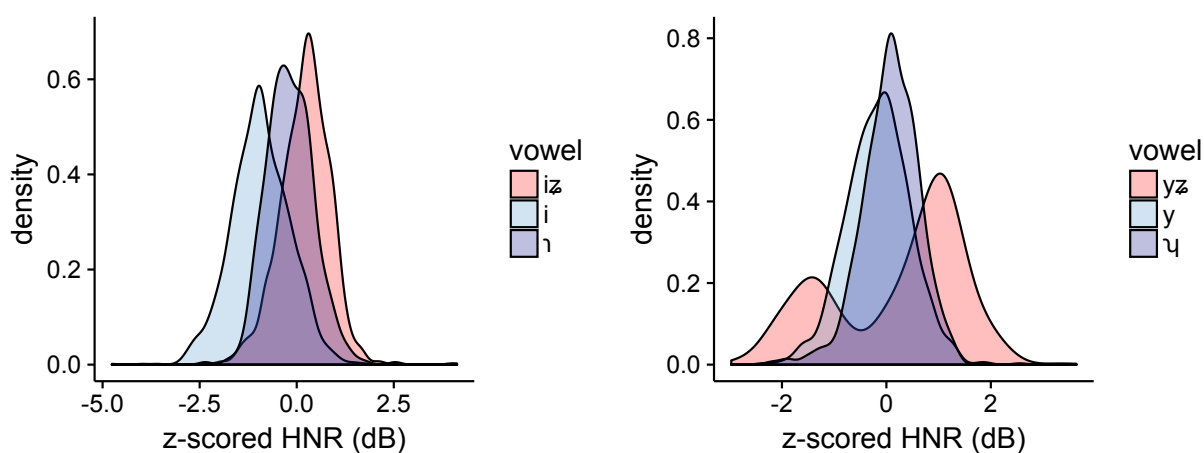 density
0.6
0.4
0.2
0.0
-5.0
-2.5
0.0
2.5
z-scored HNR (dB)
vowel
iʑ
i
ɿ
density
0.8
0.6
0.4
0.2
0.0
-2
0
2
z-scored HNR (dB)
vowel
yʑ
y
ʮ